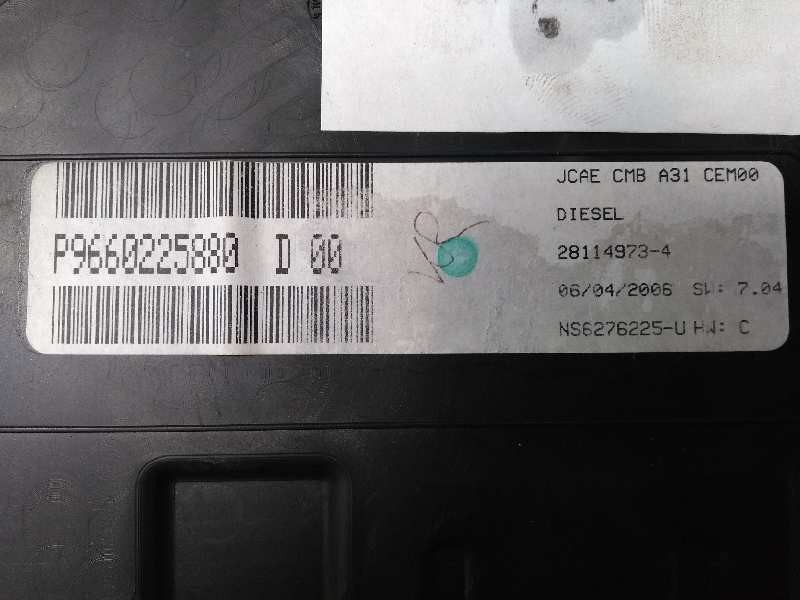 JCAE CMB A31 CEM00
DIESEL
P9660225880 D 00
28114973-4
06/04/2006 SW: 7.04
NS6276225-U HW: C